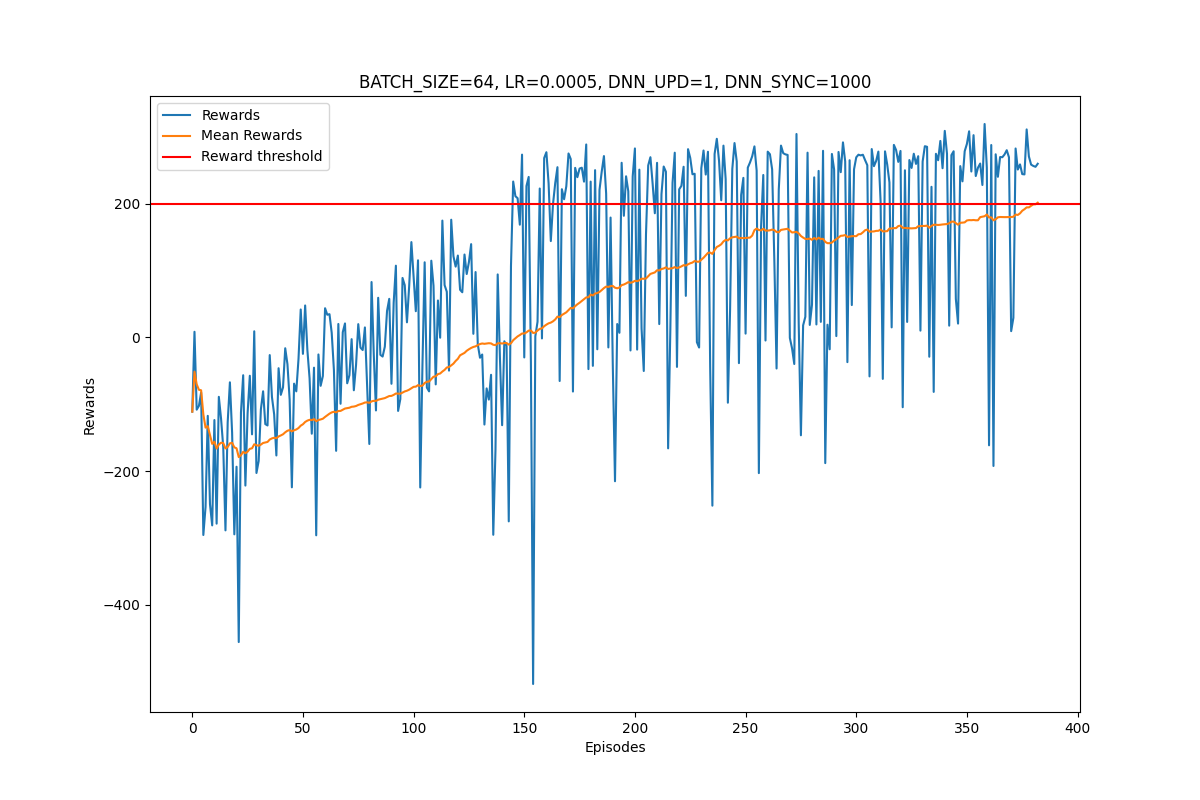 BATCH_SIZE=64, LR=0.0005, DNN_UPD=1, DNN_SYNC=1000
Rewards
Mean Rewards
Reward threshold
Rewards
200
0
−200
−400
0
50
100
150
200
250
300
350
400
Episodes